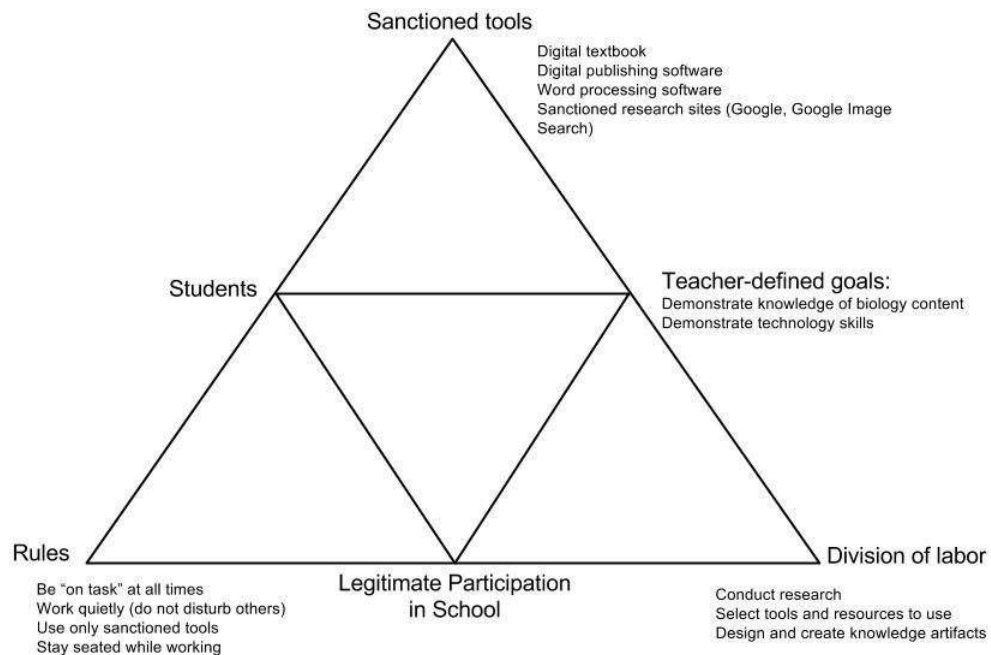 Sanctioned tools
Digital textbook
Digital publishing software
Word processing software
Sanctioned research sites (Google, Google Image
Search)
Students
Teacher-defined goals:
Demonstrate knowledge of biology content
Demonstrate technology skills
Rules
Be “on task” at all times
Work quietly (do not disturb others)
Use only sanctioned tools
Stay seated while working
Legitimate Participation
in School
Division of labor
Conduct research
Select tools and resources to use
Design and create knowledge artifacts